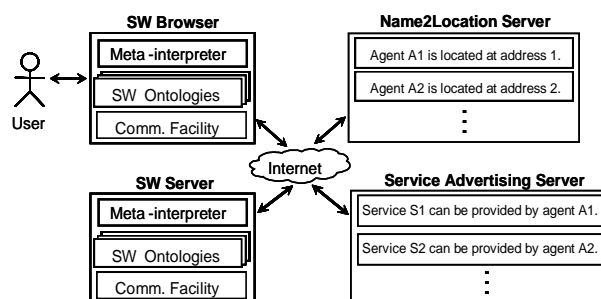 SW Browser
Meta -interpreter
SW Ontologies
Comm. Facility
User
Name2Location Server
Agent A1 is located at address 1.
Agent A2 is located at address 2.
Internet
SW Server
Meta -interpreter
SW Ontologies
Comm. Facility
Service Advertising Server
Service S1 can be provided by agent A1.
Service S2 can be provided by agent A2.